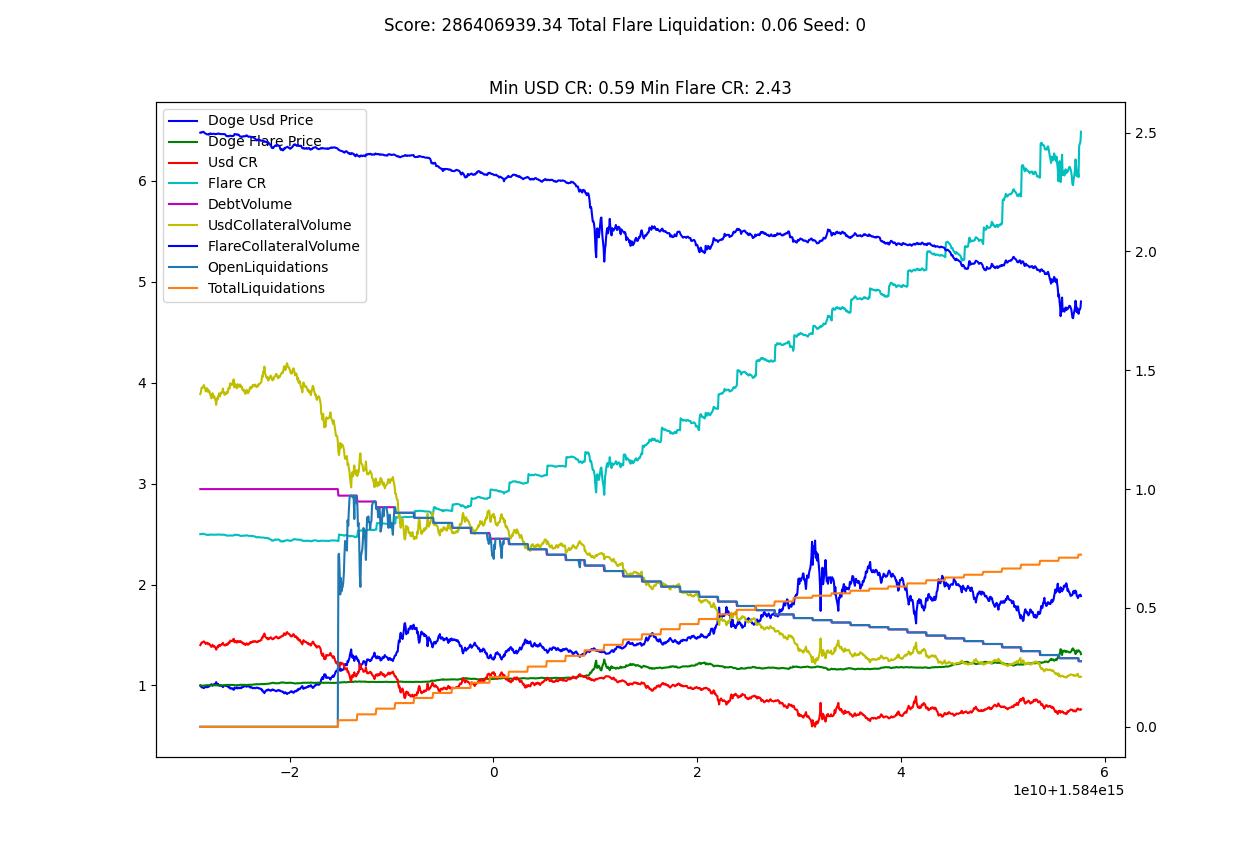 Score: 286406939.34 Total Flare Liquidation: 0.06 Seed: 0
Min USD CR: 0.59 Min Flare CR: 2.43
Doge Usd Price
Doge Flare Price
Usd CR
Flare CR
DebtVolume
UsdCollateralVolume
FlareCollateralVolume
OpenLiquidations
TotalLiquidations
6
5
4
3
2
1
2.5
2.0
1.5
1.0
0.5
0.0
−2 0 2 4 6
1e10+1.584e15